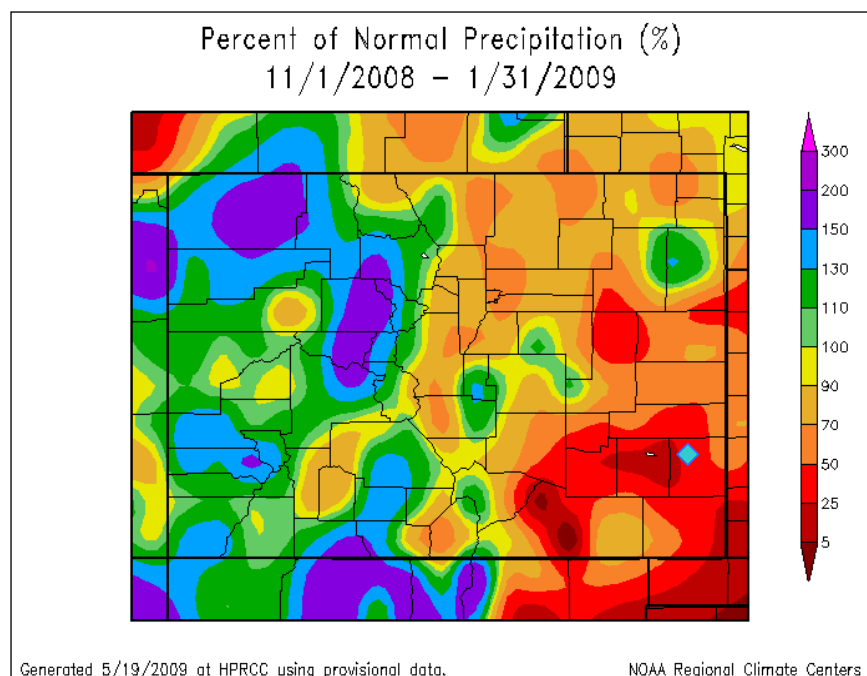 Percent of Normal Precipitation (%)
11/1/2008 – 1/31/2009
300
200
150
130
110
100
90
70
50
25
5
Generated 5/19/2009 at HPRCC using provisional data.
NOAA Regional Climate Centers